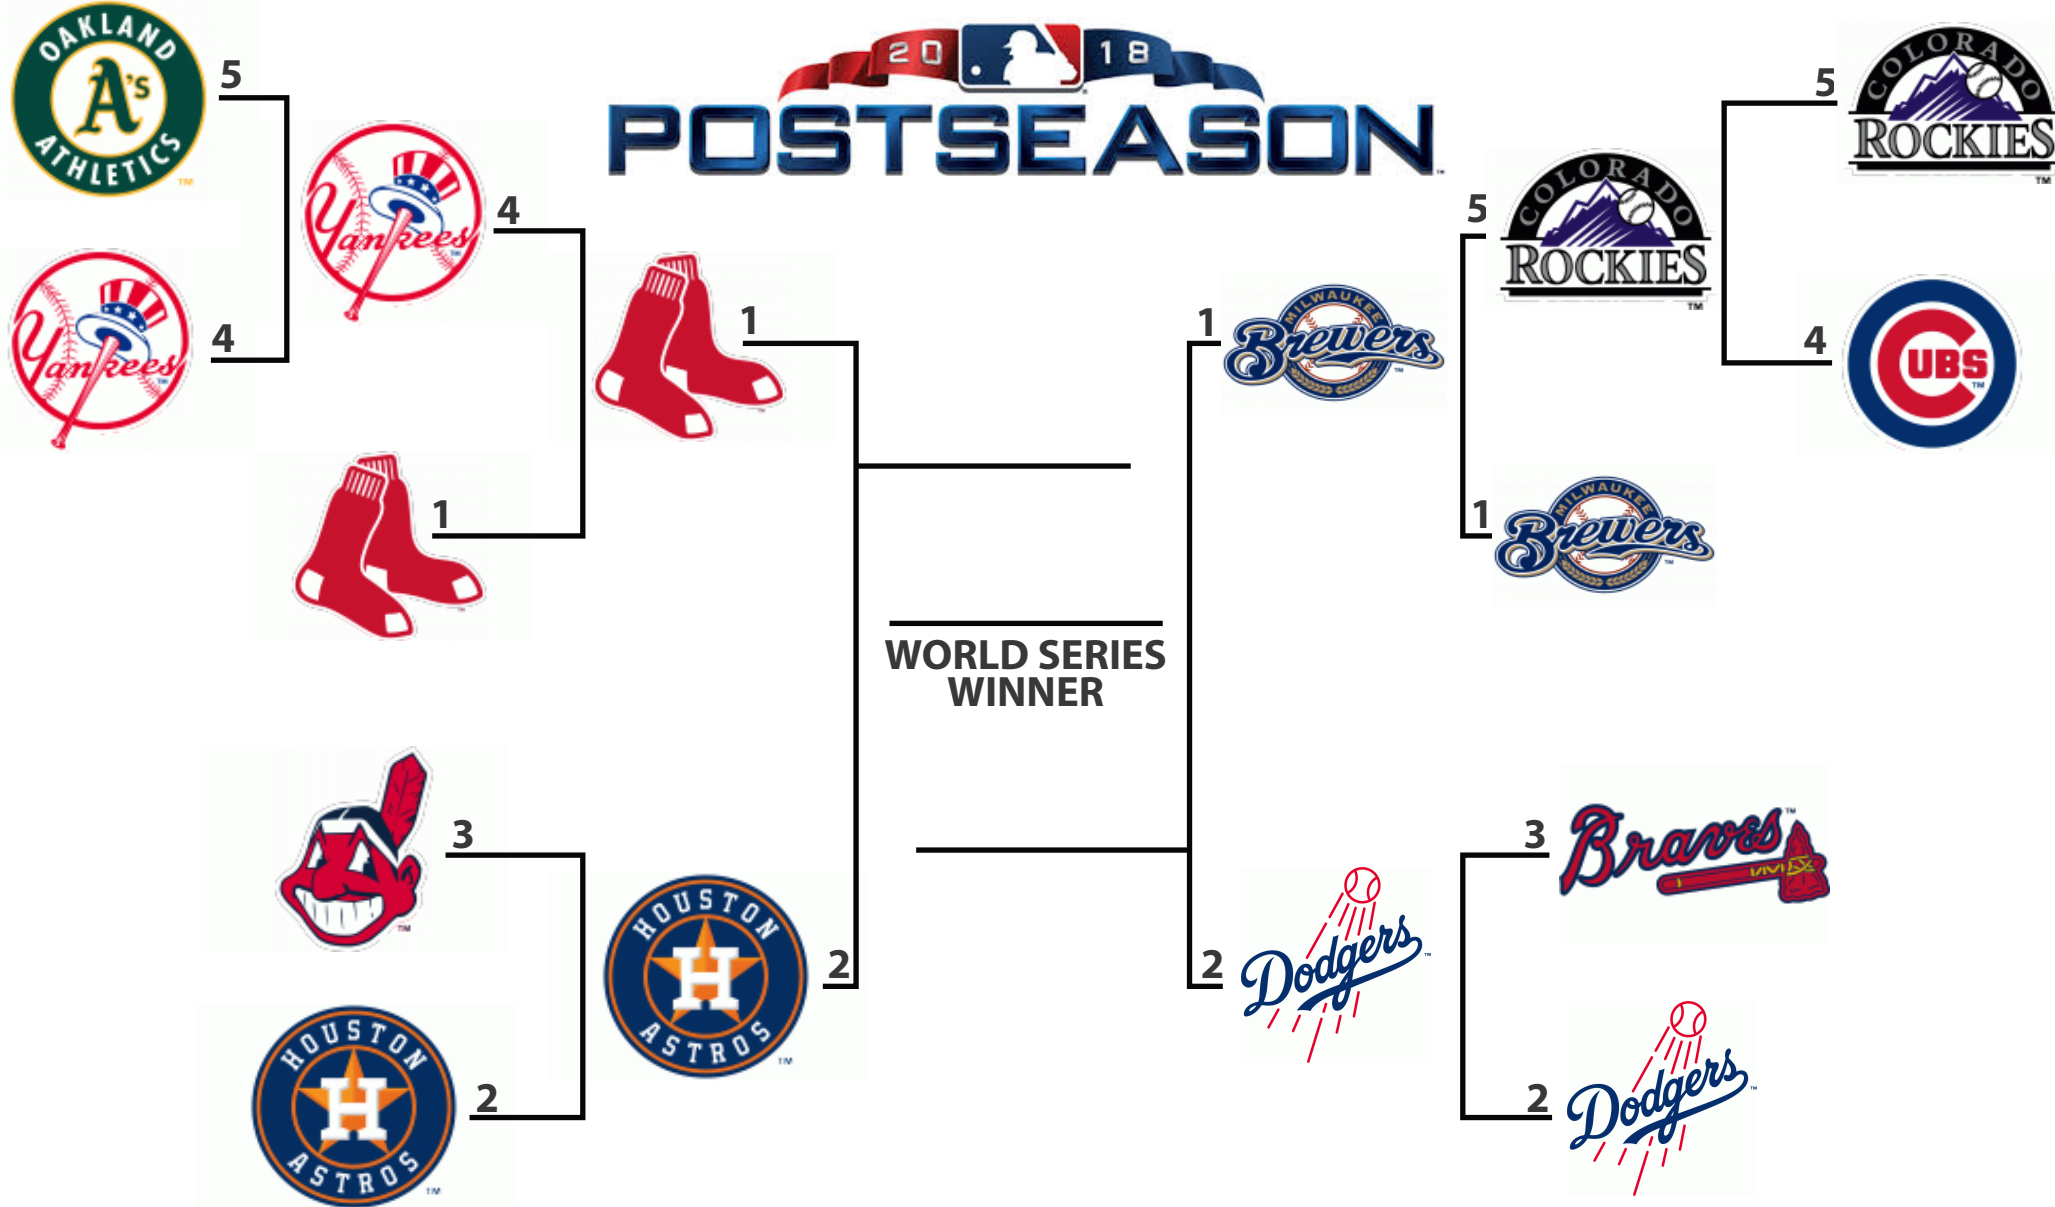 20 18
POSTSEASON
OAKLAND
A's
ATHLETICS
5
Yankees
4
Yankees
4
1
1
3
HOUSTON
H
ASTROS
2
HOUSTON
H
ASTROS
2
WORLD SERIES
WINNER
COLORADO
ROCKIES
5
CUBS
4
COLORADO
ROCKIES
5
MILWAUKEE
Brewers
1
MILWAUKEE
Brewers
1
Braves
3
Dodgers
2
Dodgers
2